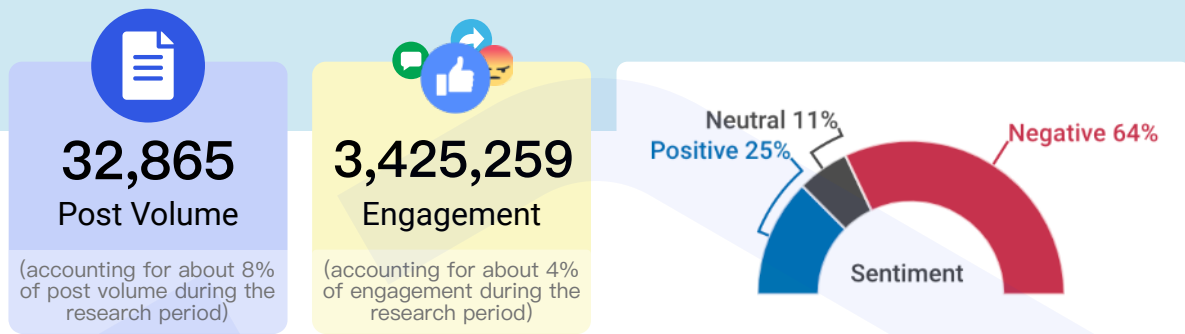 32,865
Post Volume
(accounting for about 8%
of post volume during the
research period)
3,425,259
Engagement
(accounting for about 4%
of engagement during the
research period)
Neutral 11%
Positive 25%
Negative 64%
Sentiment